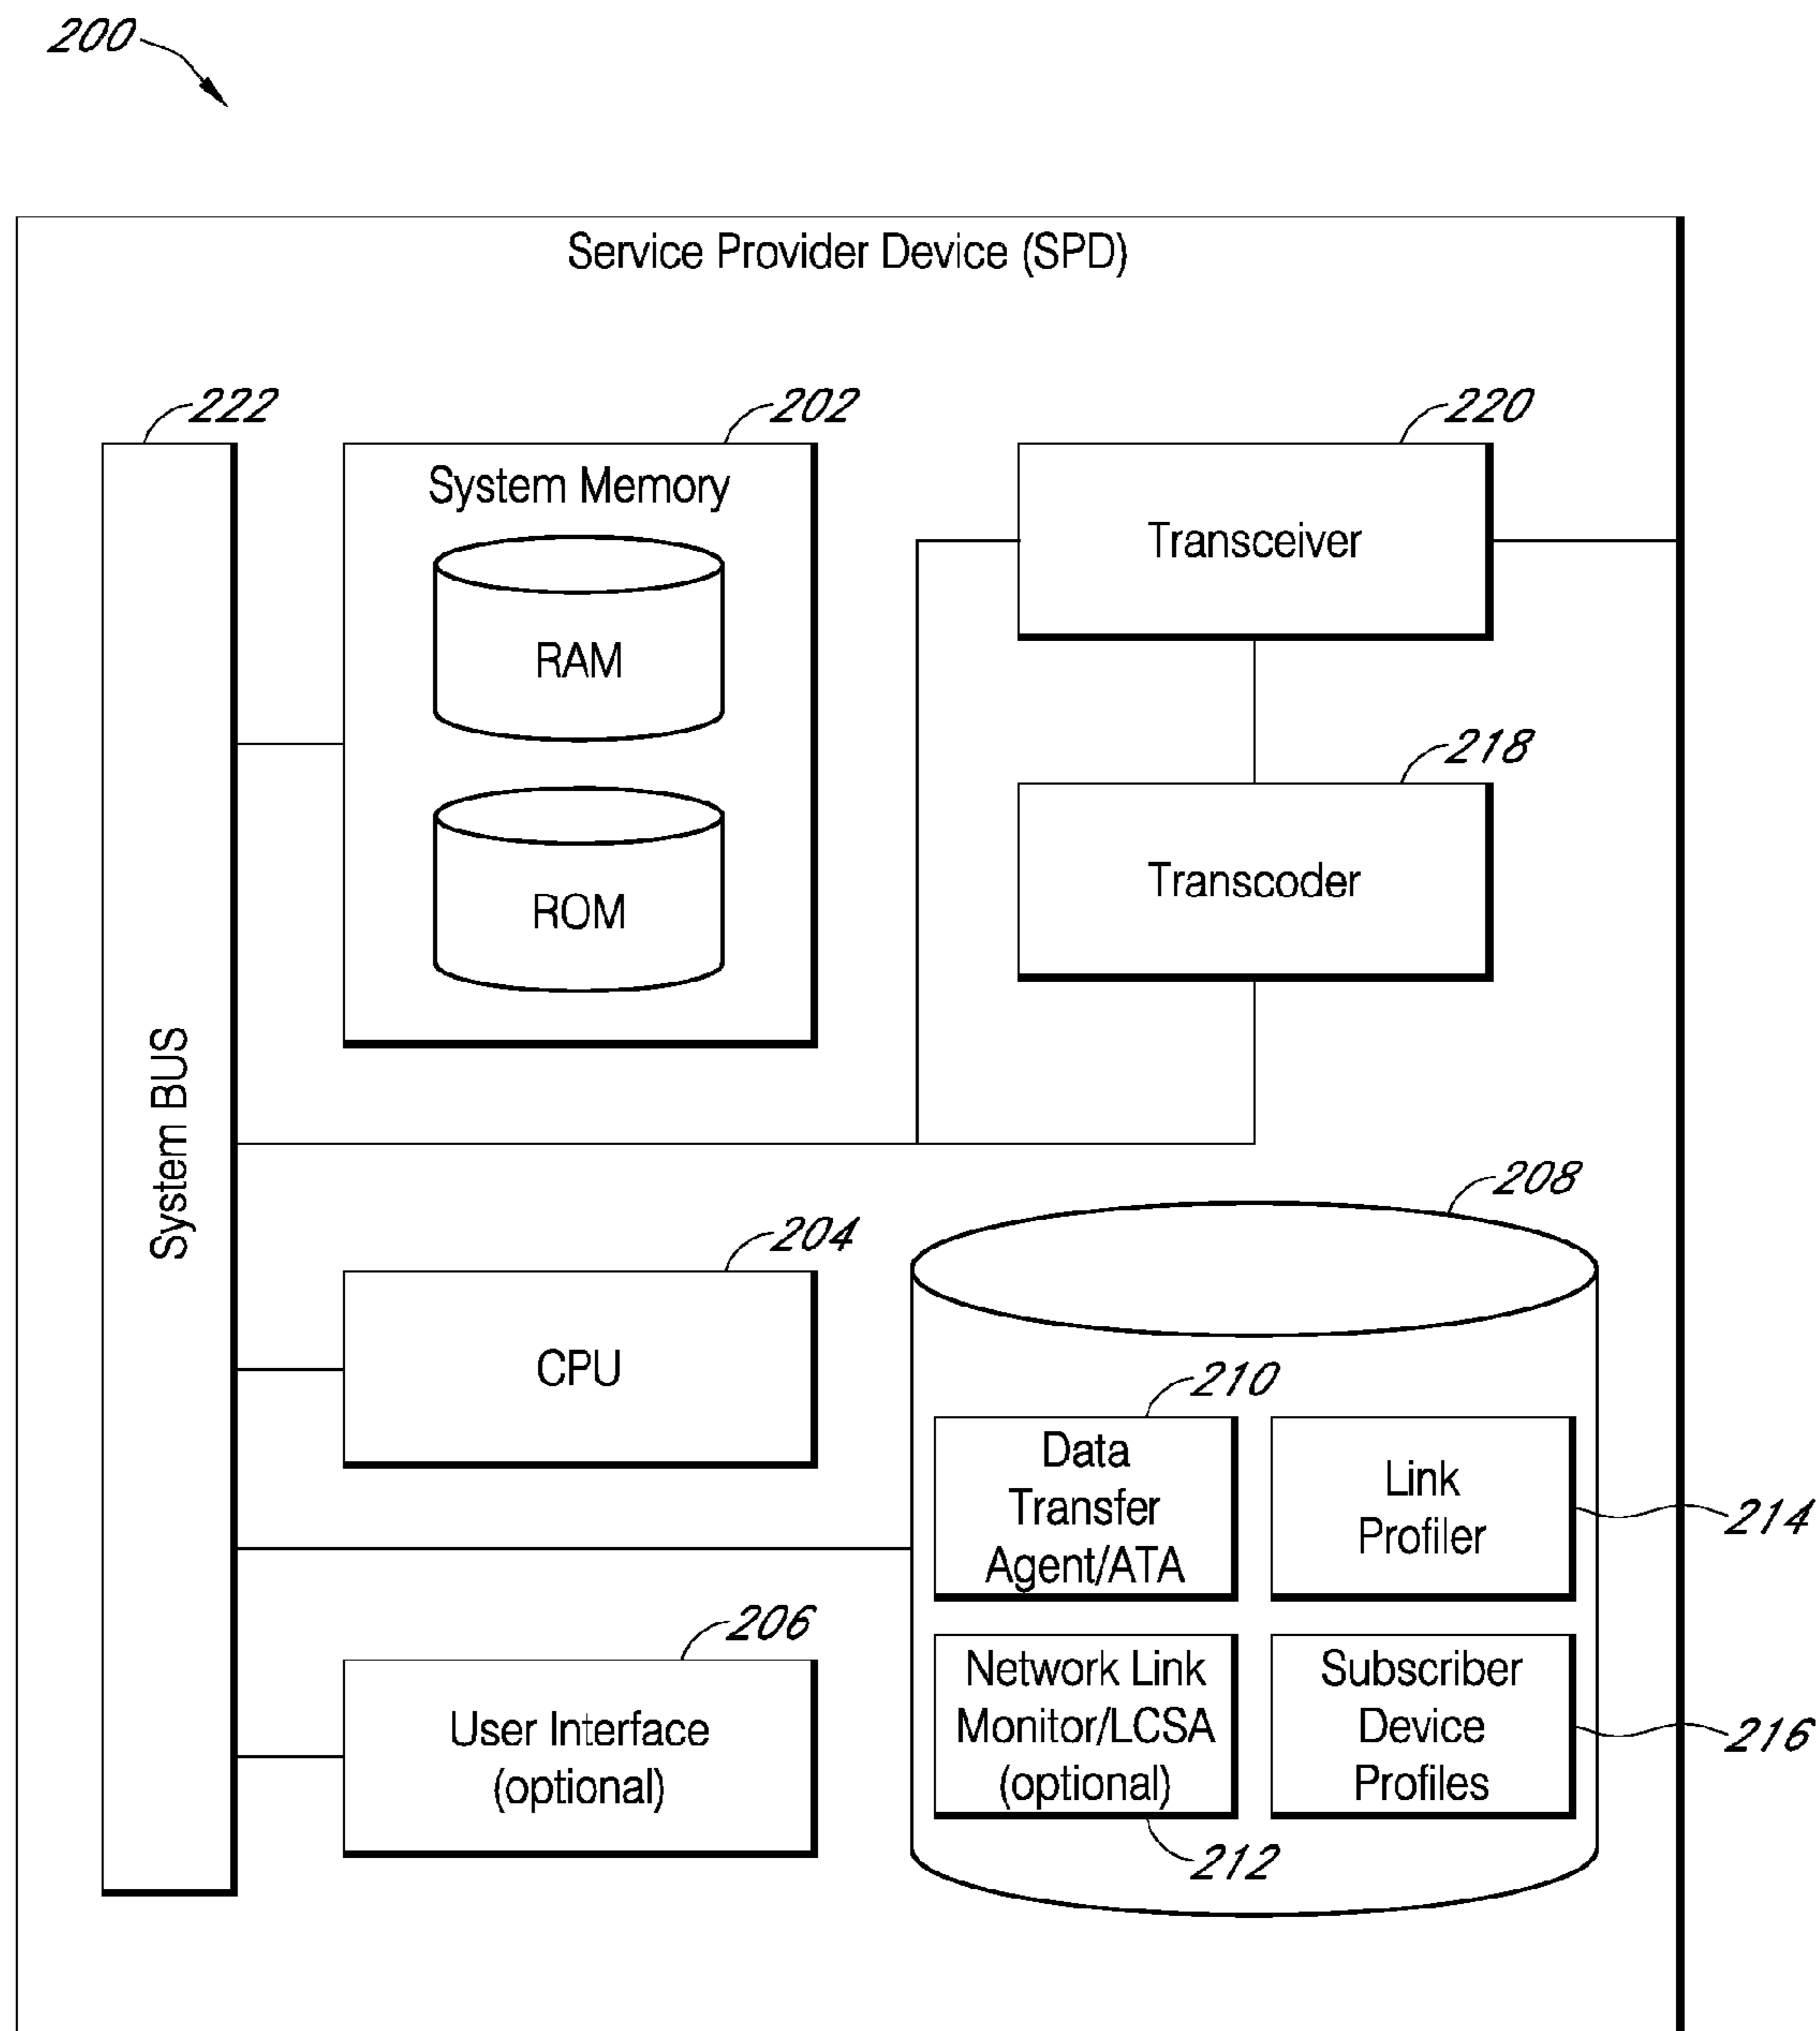 200
Service Provider Device (SPD)
222
202
220
System Memory
RAM
ROM
Transceiver
218
Transcoder
System BUS
204
CPU
208
210
Data
Transfer
Agent/ATA
Link
Profiler
214
206
User Interface
(optional)
Network Link
Monitor/LCSA
(optional)
212
Subscriber
Device
Profiles
216